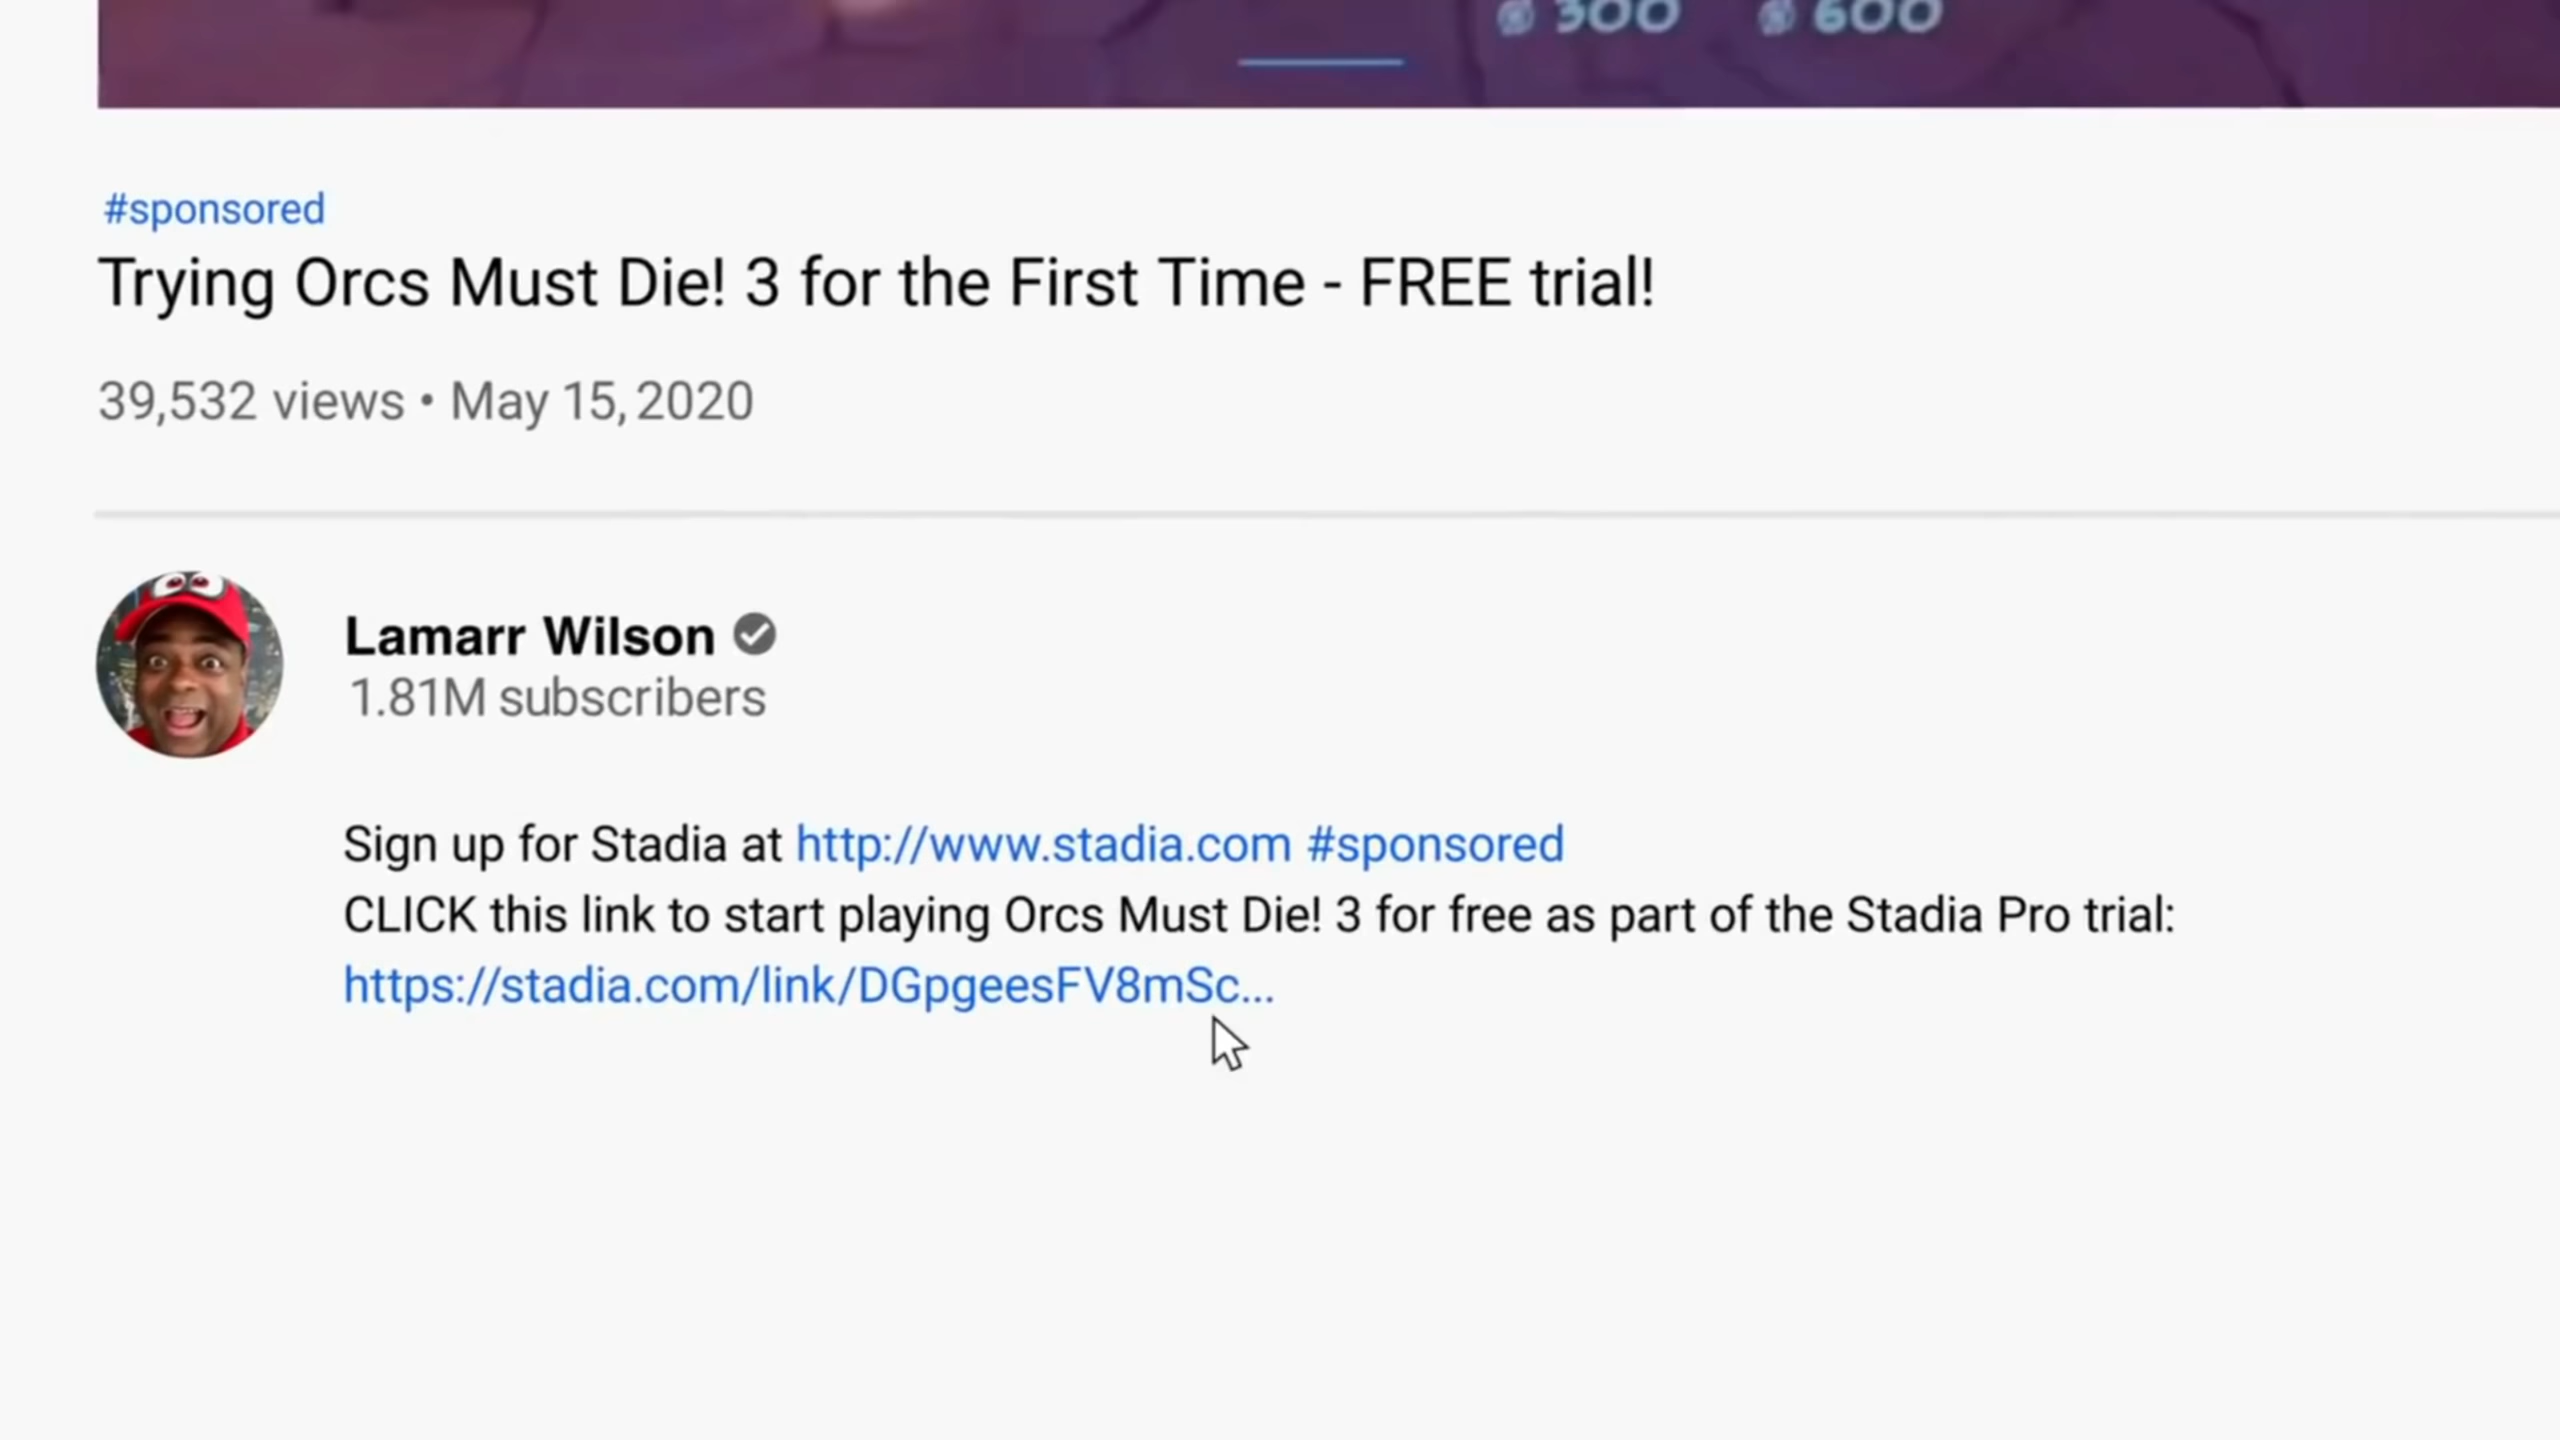 300 600
#sponsored
Trying Orcs Must Die! 3 for the First Time - FREE trial!
39,532 views • May 15, 2020
Lamarr Wilson
1.81M subscribers
Sign up for Stadia at http://www.stadia.com #sponsored
CLICK this link to start playing Orcs Must Die! 3 for free as part of the Stadia Pro trial:
https://stadia.com/link/DGpgeesFV8mSc...